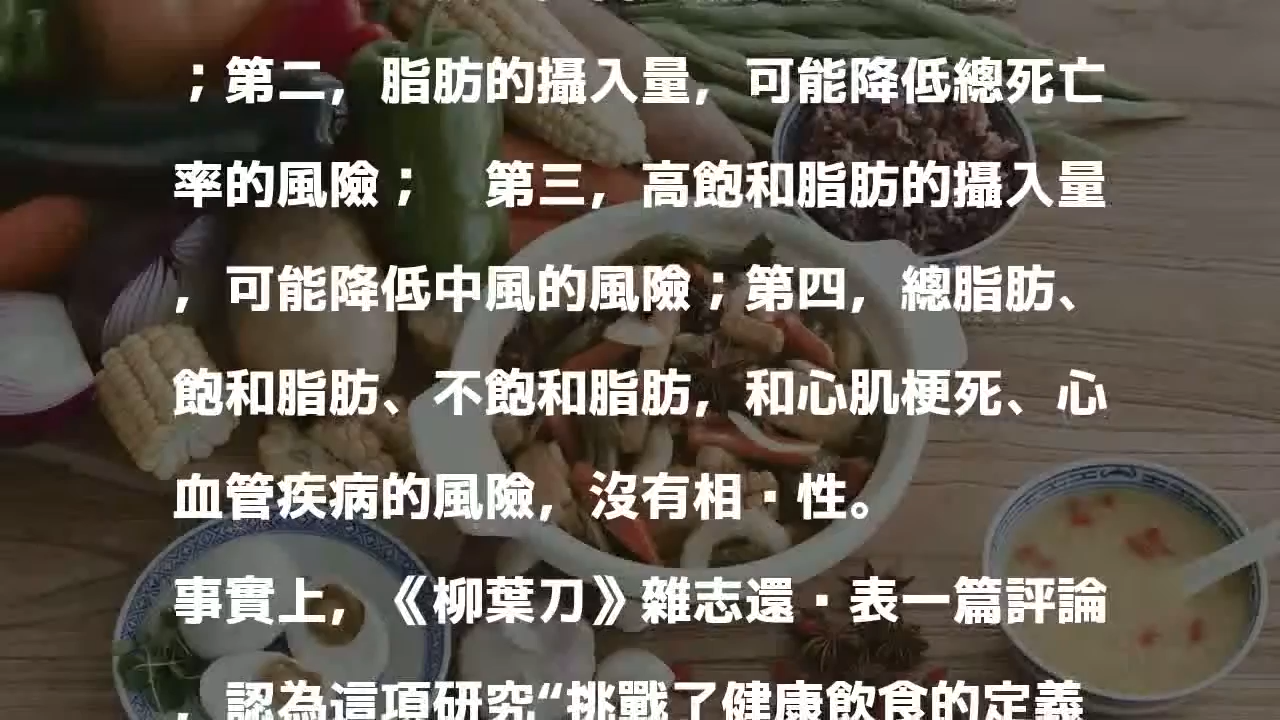 ；第二，脂肪的攝入量，可能降低總死亡
率的風險；　第三，高飽和脂肪的攝入量
，可能降低中風的風險；第四，總脂肪、
飽和脂肪、不飽和脂肪，和心肌梗死、心
血管疾病的風險，沒有相·性。
事實上，《柳葉刀》雜志還·表一篇評論
，認為這項研究“挑戰了健康飲食的定義